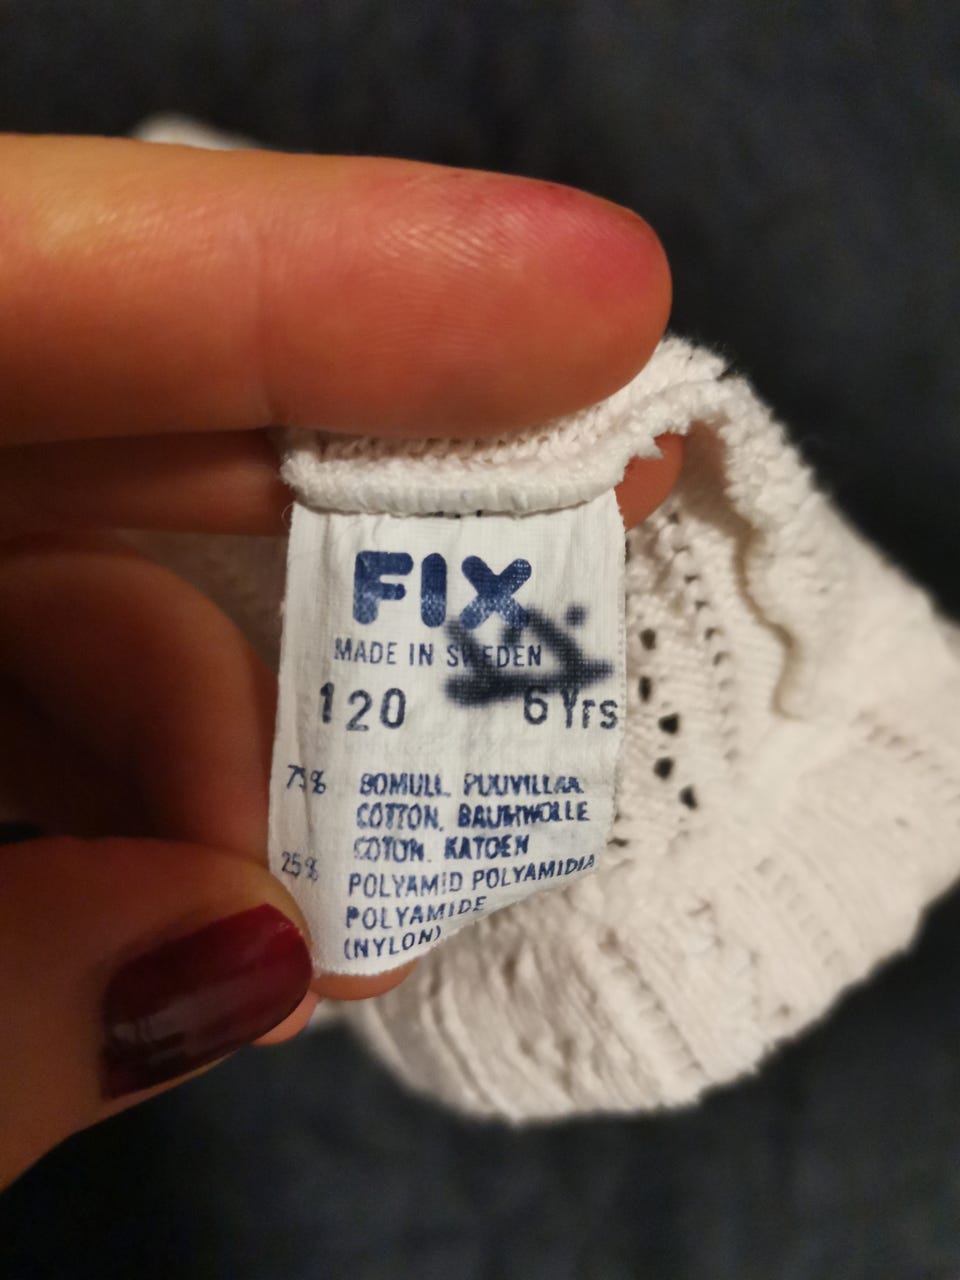 FIX
MADE IN SWEDEN
120 6 Yrs
75% BOMULL. PUUVILLAA.
COTTON. BAUMWOLLE
COTON. KATOEN
25% POLYAMID POLYAMIDIA
POLYAMIDE
(NYLON)